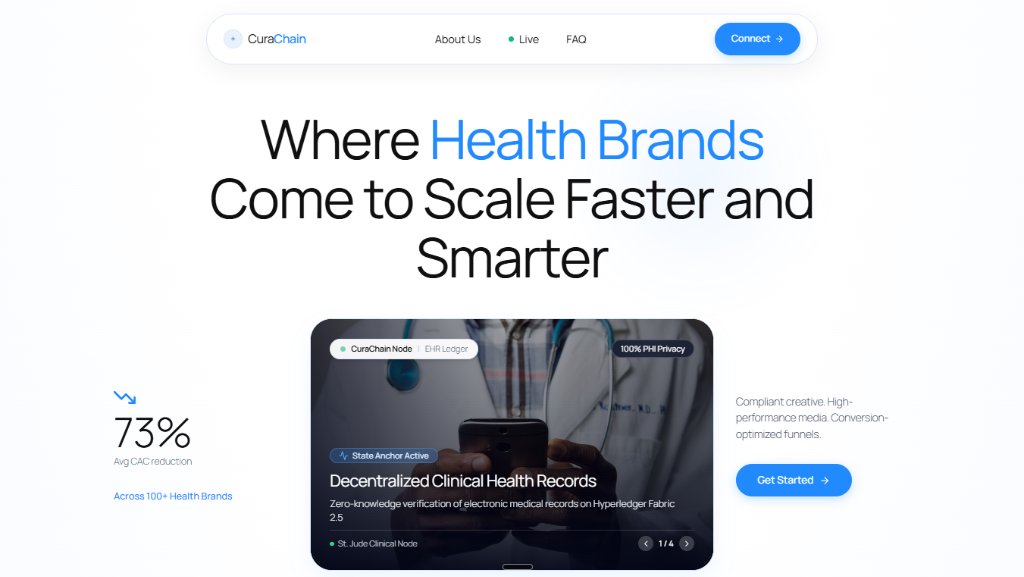 CuraChain
About Us
Live
FAQ
Connect →
Where Health Brands
Come to Scale Faster and
Smarter
73%
Avg CAC reduction
Across 100+ Health Brands
CuraChain Node | EHR Ledger
100% PHI Privacy
State Anchor Active
Decentralized Clinical Health Records
Zero-knowledge verification of electronic medical records on Hyperledger Fabric
2.5
St. Jude Clinical Node
1 / 4
Compliant creative. High-
performance media. Conversion-
optimized funnels.
Get Started →